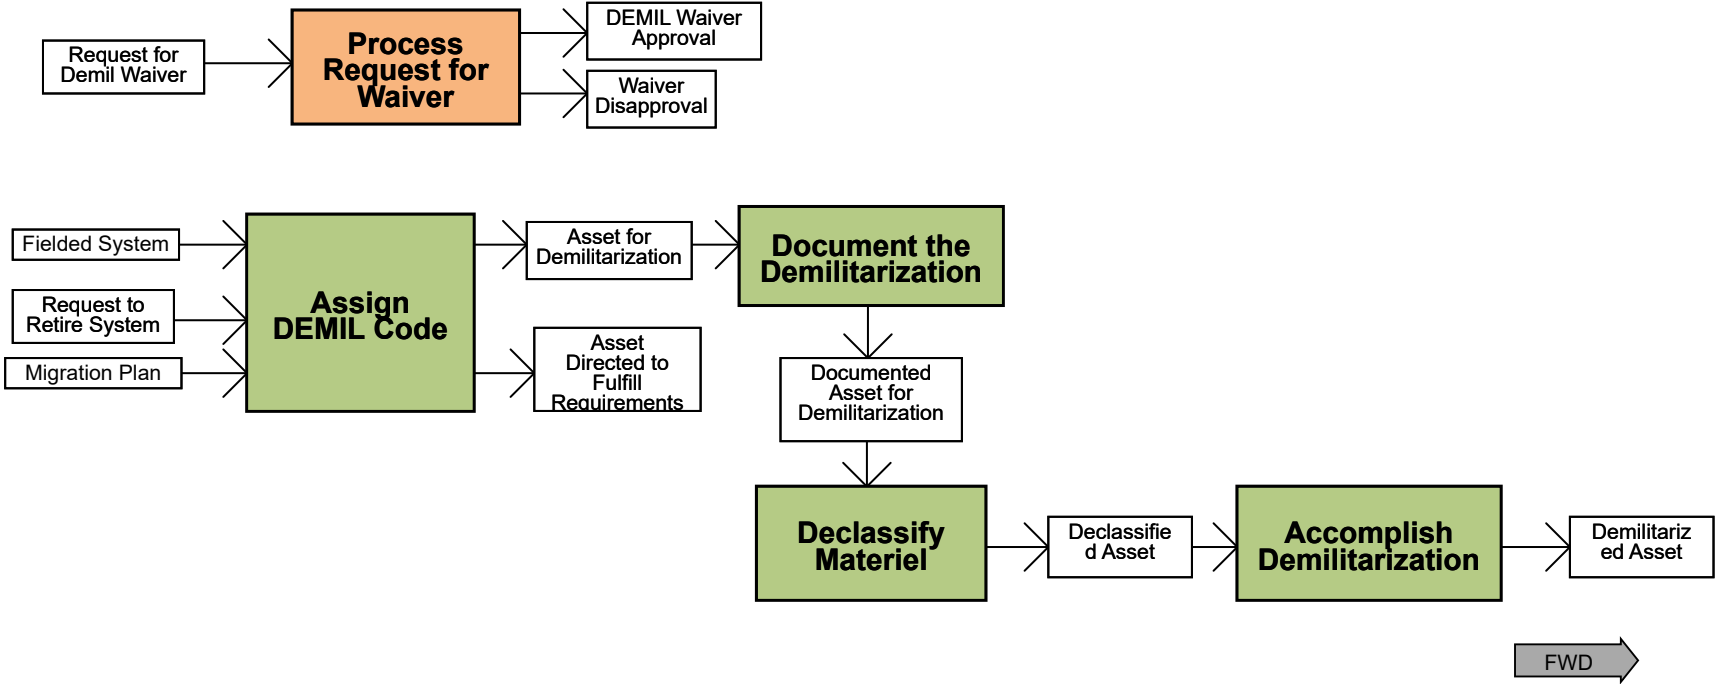 Request for
Demil Waiver
Process
Request for
Waiver
DEMIL Waiver
Approval
Waiver
Disapproval
Fielded System
Request to
Retire System
Migration Plan
Assign
DEMIL Code
Asset for
Demilitarization
Asset
Directed to
Fulfill
Requirements
Document the
Demilitarization
Documented
Asset for
Demilitarization
Declassify
Materiel
Declassifie
d Asset
Accomplish
Demilitarization
Demilitariz
ed Asset
FWD